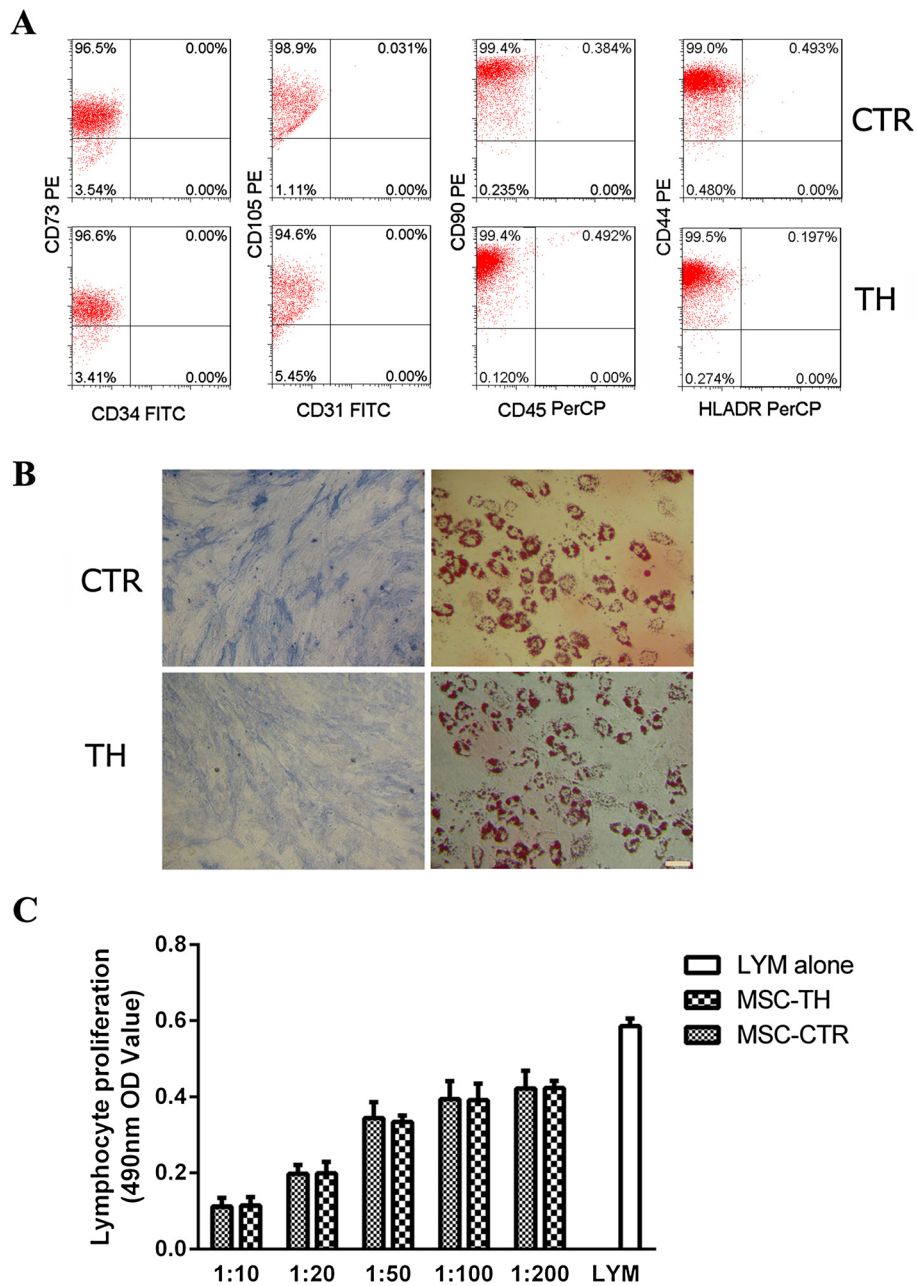 A
96.5% 0.00%
3.54% 0.00%
CD73 PE
98.9% 0.031%
1.11% 0.00%
CD105 PE
99.4% 0.384%
0.235% 0.00%
CD90 PE
99.0% 0.493%
0.480% 0.00%
CD44 PE
CTR
96.6% 0.00%
3.41% 0.00%
94.6% 0.00%
5.45% 0.00%
99.4% 0.492%
0.120% 0.00%
99.5% 0.197%
0.274% 0.00%
TH
CD34 FITC
CD31 FITC
CD45 PerCP
HLADR PerCP
B
CTR
TH
C
Lymphocyte proliferation
(490nm OD Value)
0.8
0.6
0.4
0.2
0.0
1:10 1:20 1:50 1:100 1:200 LYM
LYM alone
MSC-TH
MSC-CTR